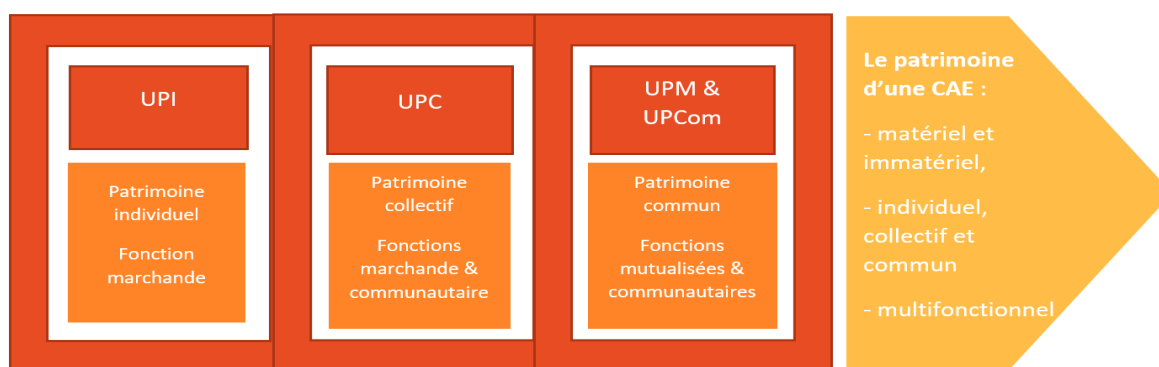 UPI
Patrimoine
individuel
Fonction
marchande
UPC
Patrimoine
collectif
Fonctions
marchande &
communautaire
UPM &
UPCom
Patrimoine
commun
Fonctions
mutualisées &
communautaires
Le patrimoine
d’une CAE :
- matériel et
immatériel,
- individuel,
collectif et
commun
- multifonctionnel